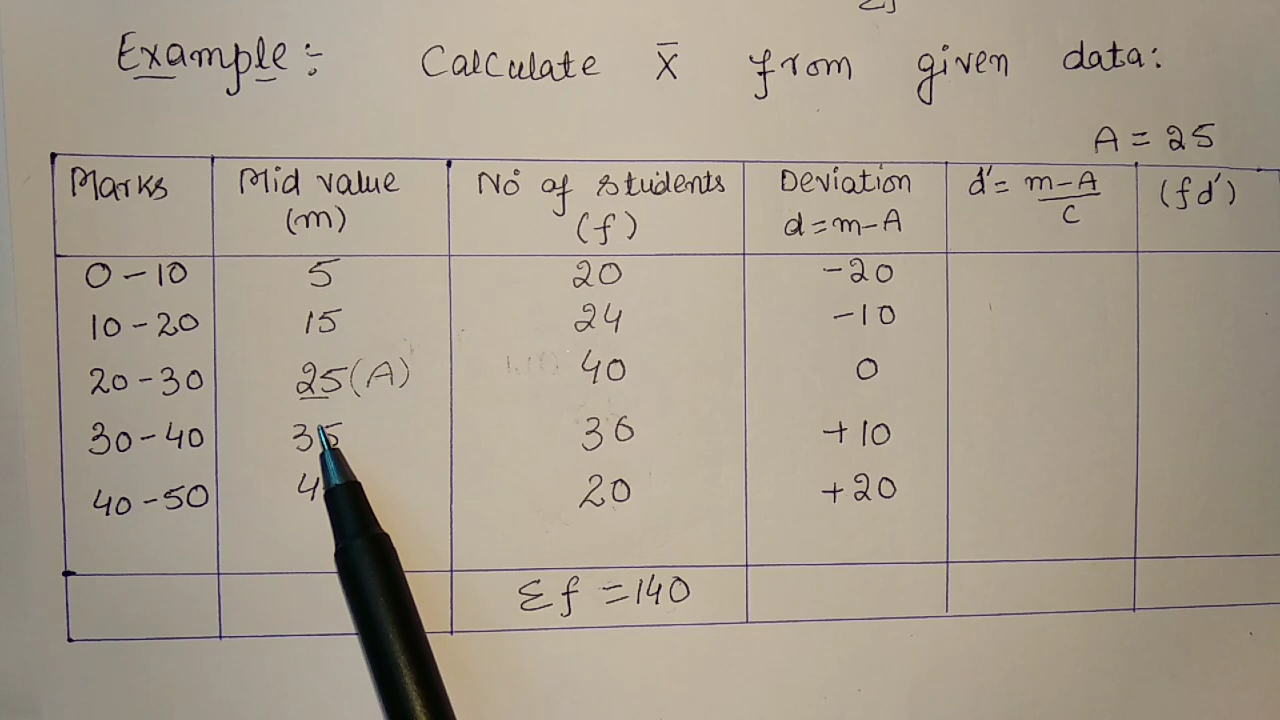 Example:- Calculate x̄ from given data:
A = 25
Marks Mid value (m) No of students (f) Deviation d = m-A d' = m-A/c (fd')
0-10 5 20 -20
10-20 15 24 -10
20-30 25(A) 40 0
30-40 35 36 +10
40-50 4 20 +20
Σf = 140